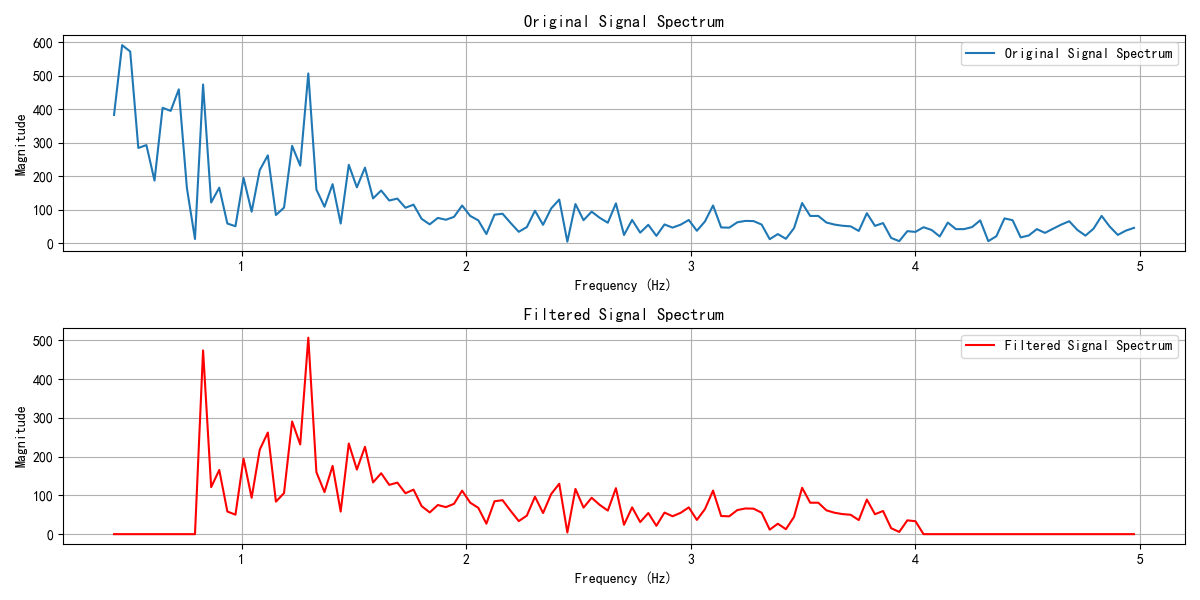 Original Signal Spectrum
600
500
400
300
200
100
0
Magnitude
Original Signal Spectrum
1
2
3
4
5
Frequency (Hz)
Filtered Signal Spectrum
500
400
300
200
100
0
Magnitude
Filtered Signal Spectrum
1
2
3
4
5
Frequency (Hz)